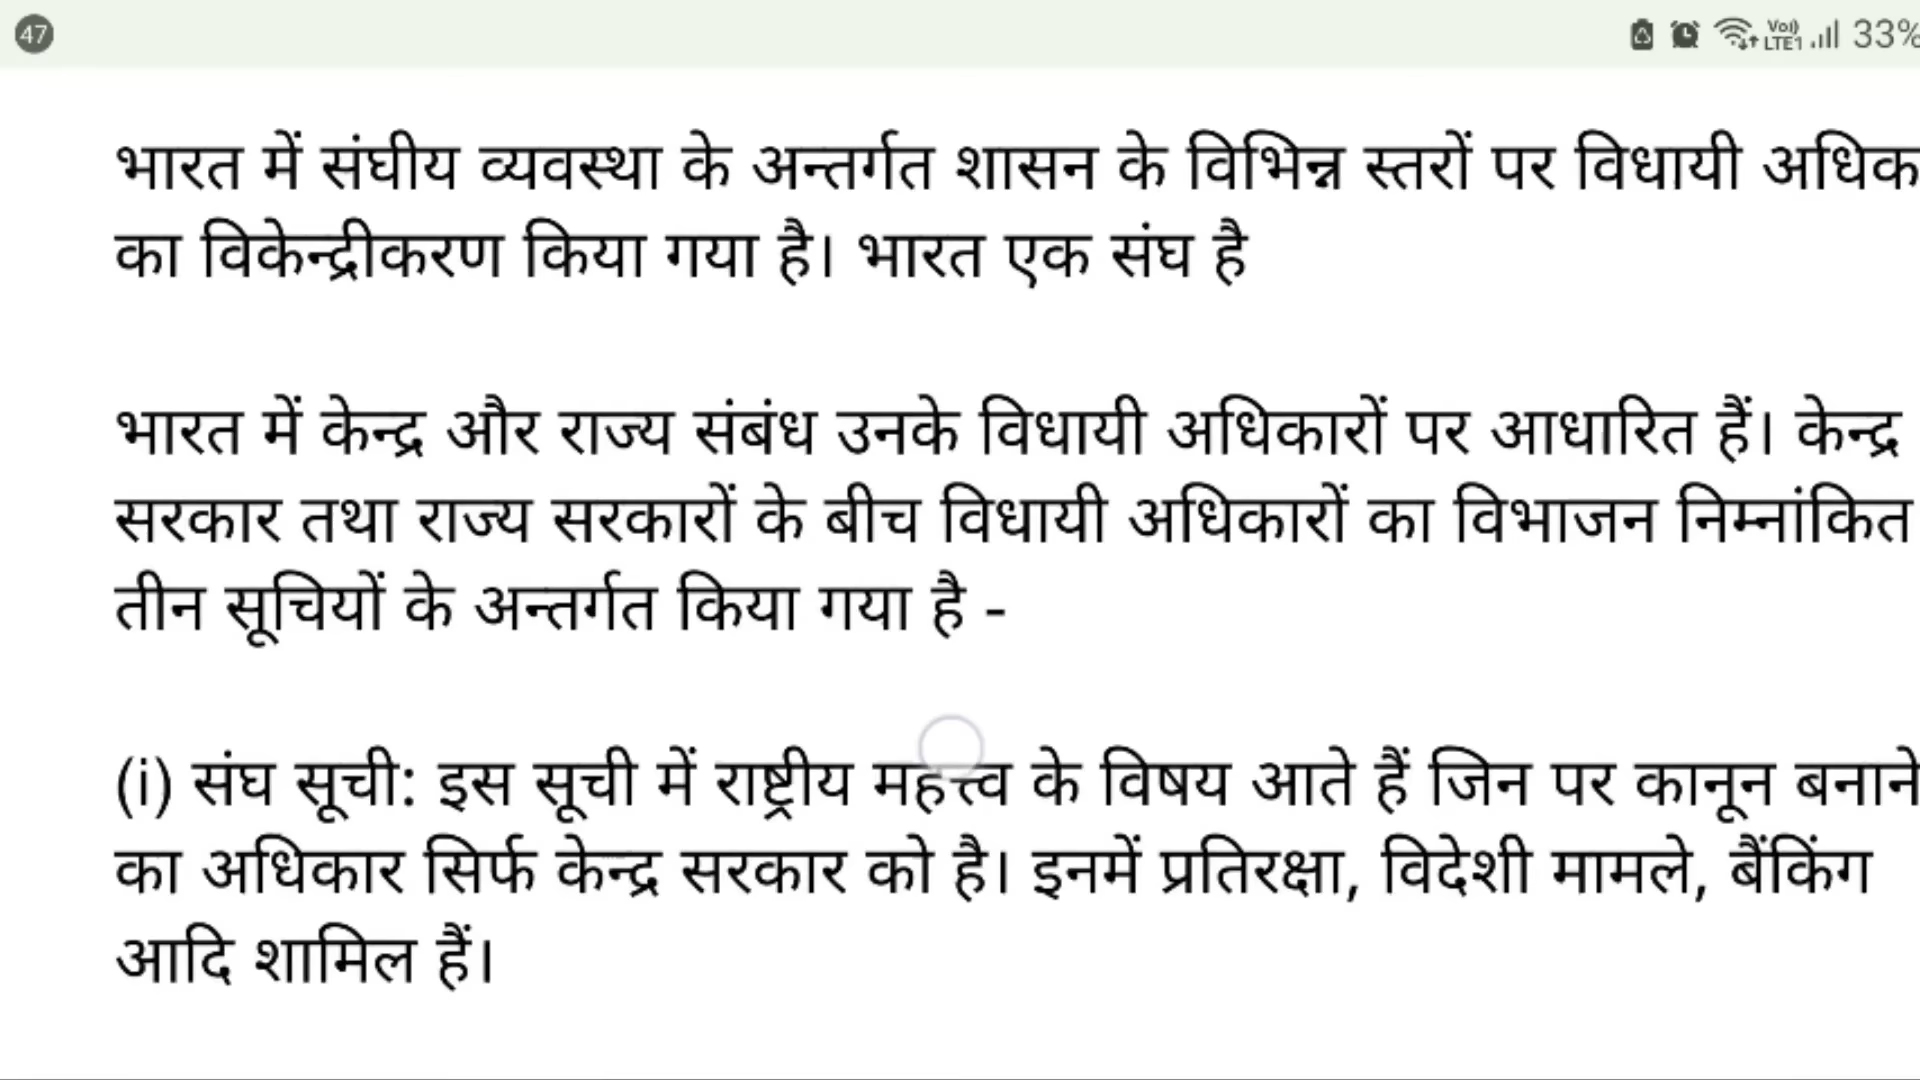 47
Vo)) LTE1 33%
भारत में संघीय व्यवस्था के अन्तर्गत शासन के विभिन्न स्तरों पर विधायी
का विकेन्द्रीकरण किया गया है। भारत एक संघ है
भारत में केन्द्र और राज्य संबंध उनके विधायी अधिकारों पर आधारित हैं। केन्द्र
सरकार तथा राज्य सरकारों के बीच विधायी अधिकारों का विभाजन निम्नांकित
तीन सूचियों के अन्तर्गत किया गया है -
(i) संघ सूची: इस सूची में राष्ट्रीय महत्त्व के विषय आते हैं जिन पर कानून बनाने
का अधिकार सिर्फ केन्द्र सरकार को है। इनमें प्रतिरक्षा, विदेशी मामले, बैंकिंग
आदि शामिल हैं।